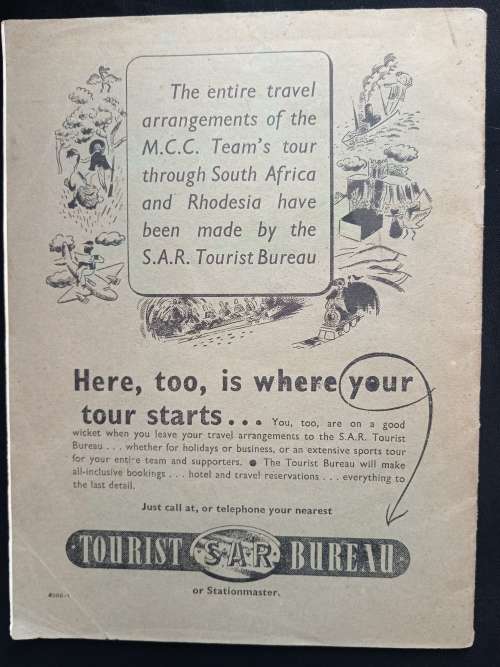 The entire travel
arrangements of the
M.C.C. Team's tour
through South Africa
and Rhodesia have
been made by the
S.A.R. Tourist Bureau
Here, too, is where your
tour starts... You, too, are on a good
wicket when you leave your travel arrangements to the S.A.R. Tourist
Bureau . . . whether for holidays or business, or an extensive sports tour
for your entire team and supporters. ● The Tourist Bureau will make
all-inclusive bookings . . . hotel and travel reservations . . . everything to
the last detail.
Just call at, or telephone your nearest
TOURIST S.A.R. BUREAU
or Stationmaster.